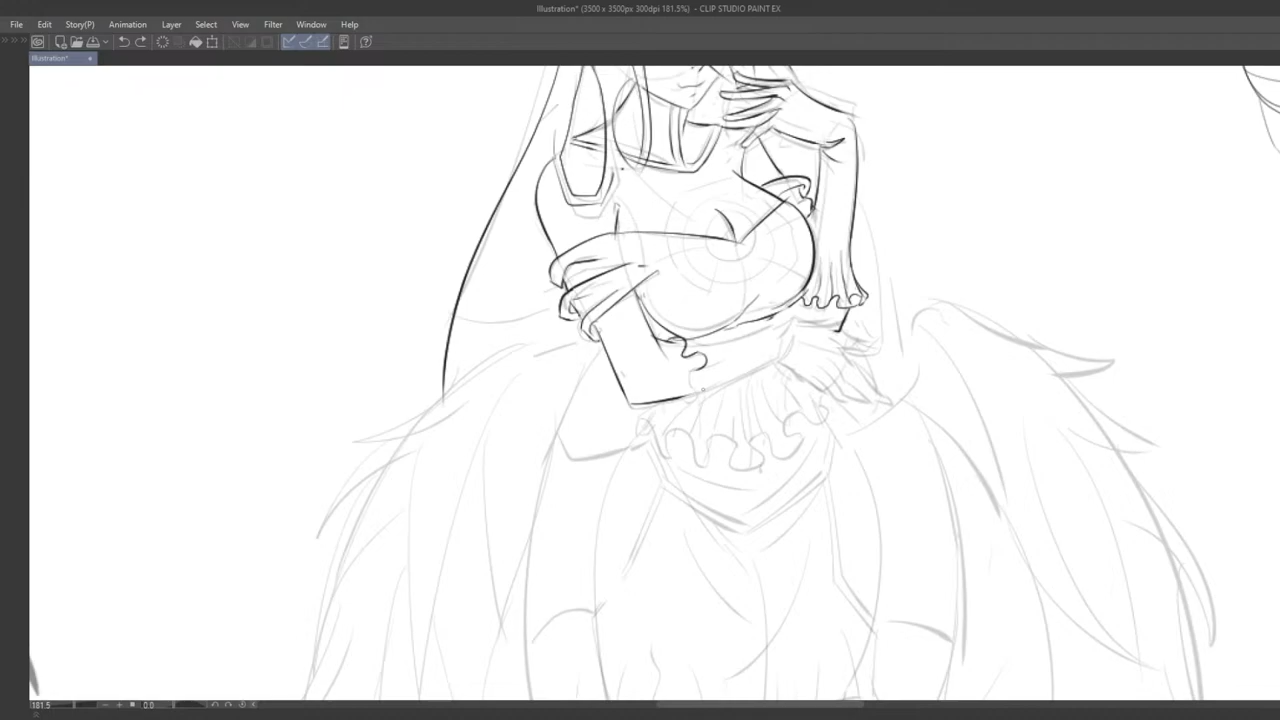 Illustration* (3500 x 3500px 300dpi 181.5%) - CLIP STUDIO PAINT EX
File Edit Story(P) Animation Layer Select View Filter Window Help
Illustration*
181.5 0.0